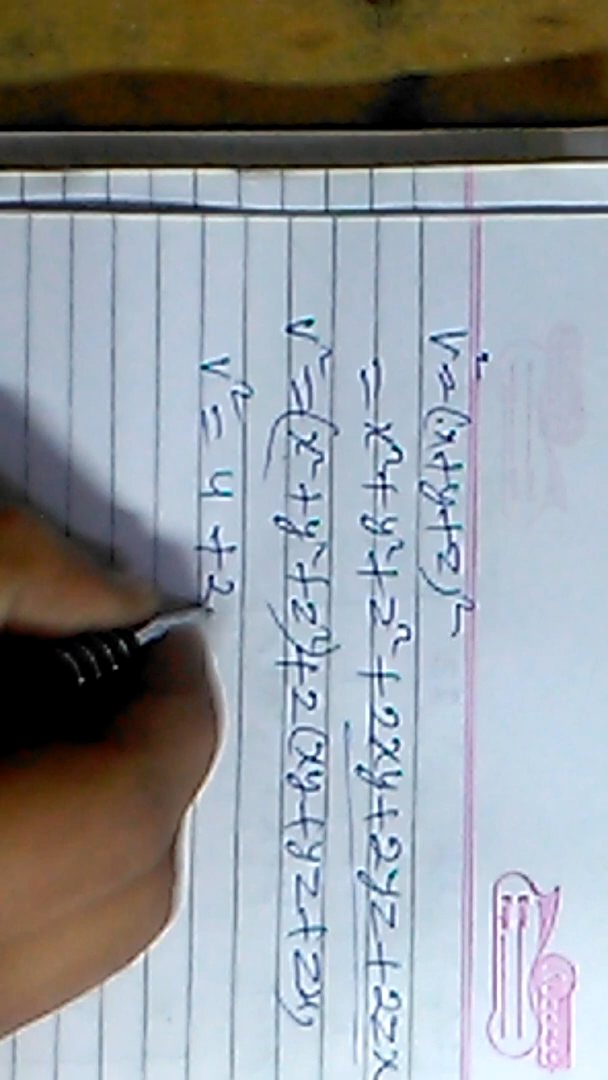 v² = (x+y+z)²
= x²+y²+z²+2xy+2yz+2zx
v² = (x²+y²+z²)+2(xy+yz+zx)
v² = 4+2